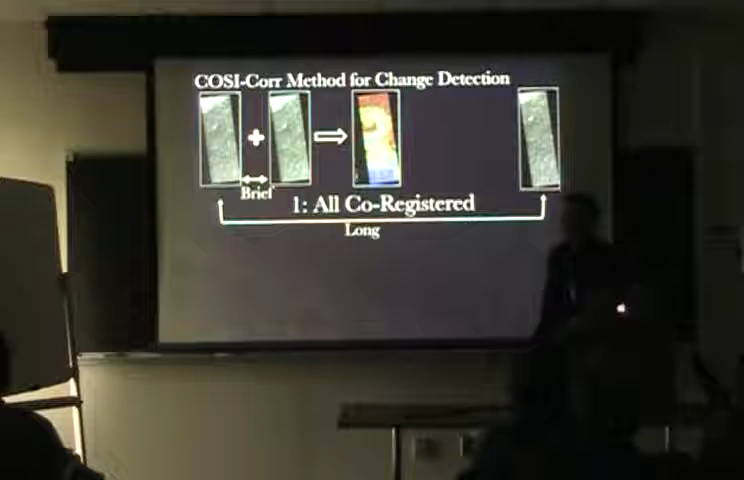 COSI-Corr Method for Change Detection
Brief
1: All Co-Registered
Long